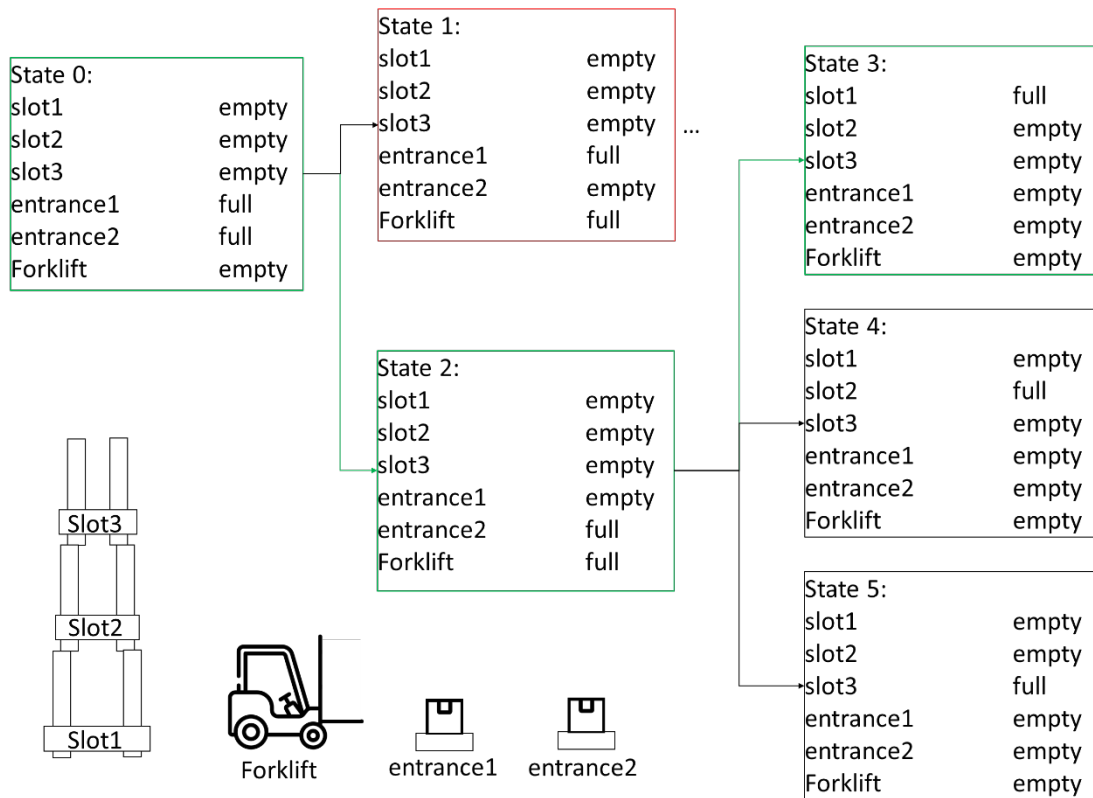 State 0:
slot1 empty
slot2 empty
slot3 empty
entrance1 full
entrance2 full
Forklift empty
State 1:
slot1 empty
slot2 empty
slot3 empty
entrance1 full
entrance2 empty
Forklift full
...
State 2:
slot1 empty
slot2 empty
slot3 empty
entrance1 empty
entrance2 full
Forklift full
State 3:
slot1 full
slot2 empty
slot3 empty
entrance1 empty
entrance2 empty
Forklift empty
State 4:
slot1 empty
slot2 full
slot3 empty
entrance1 empty
entrance2 empty
Forklift empty
State 5:
slot1 empty
slot2 empty
slot3 full
entrance1 empty
entrance2 empty
Forklift empty
Slot3
Slot2
Slot1
Forklift
entrance1
entrance2